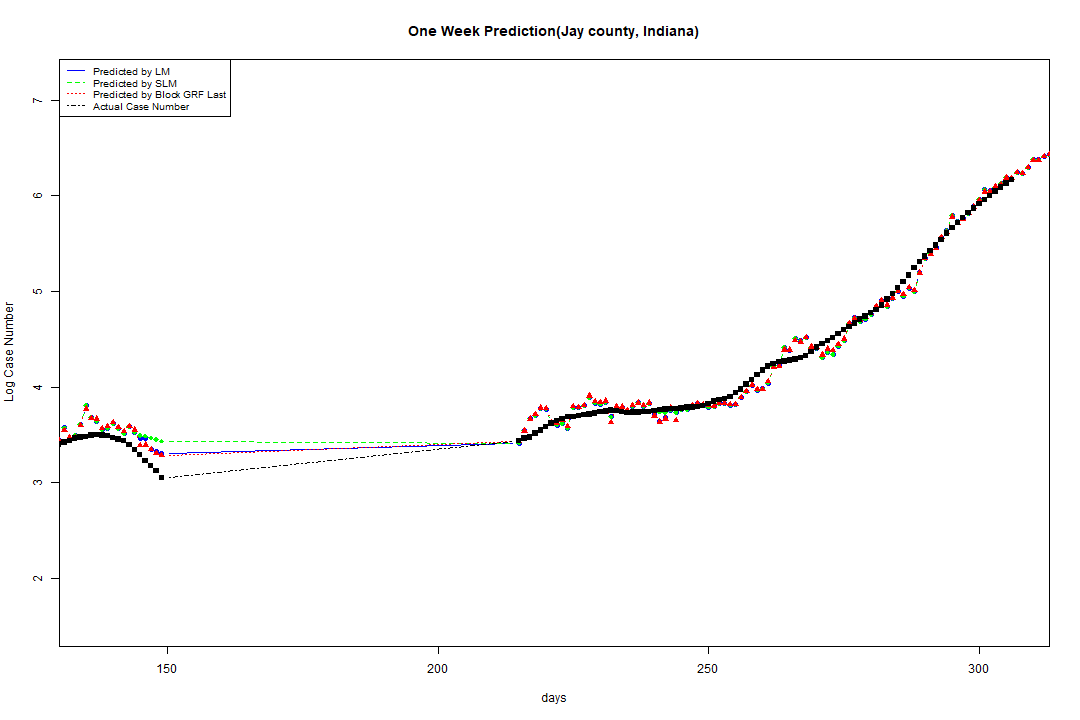 One Week Prediction(Jay county, Indiana)
Predicted by LM
Predicted by SLM
Predicted by Block GRF Last
Actual Case Number
7
6
5
4
3
2
Log Case Number
150 200 250 300
days